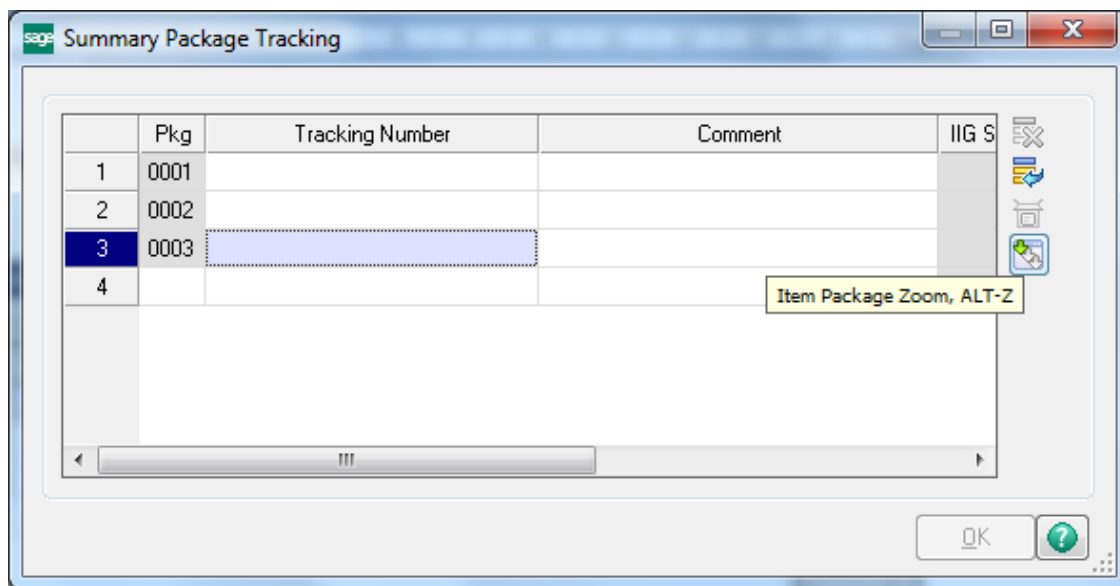 sage Summary Package Tracking
Pkg Tracking Number Comment IIG S
1 0001
2 0002
3 0003
4
Item Package Zoom, ALT-Z
OK ?